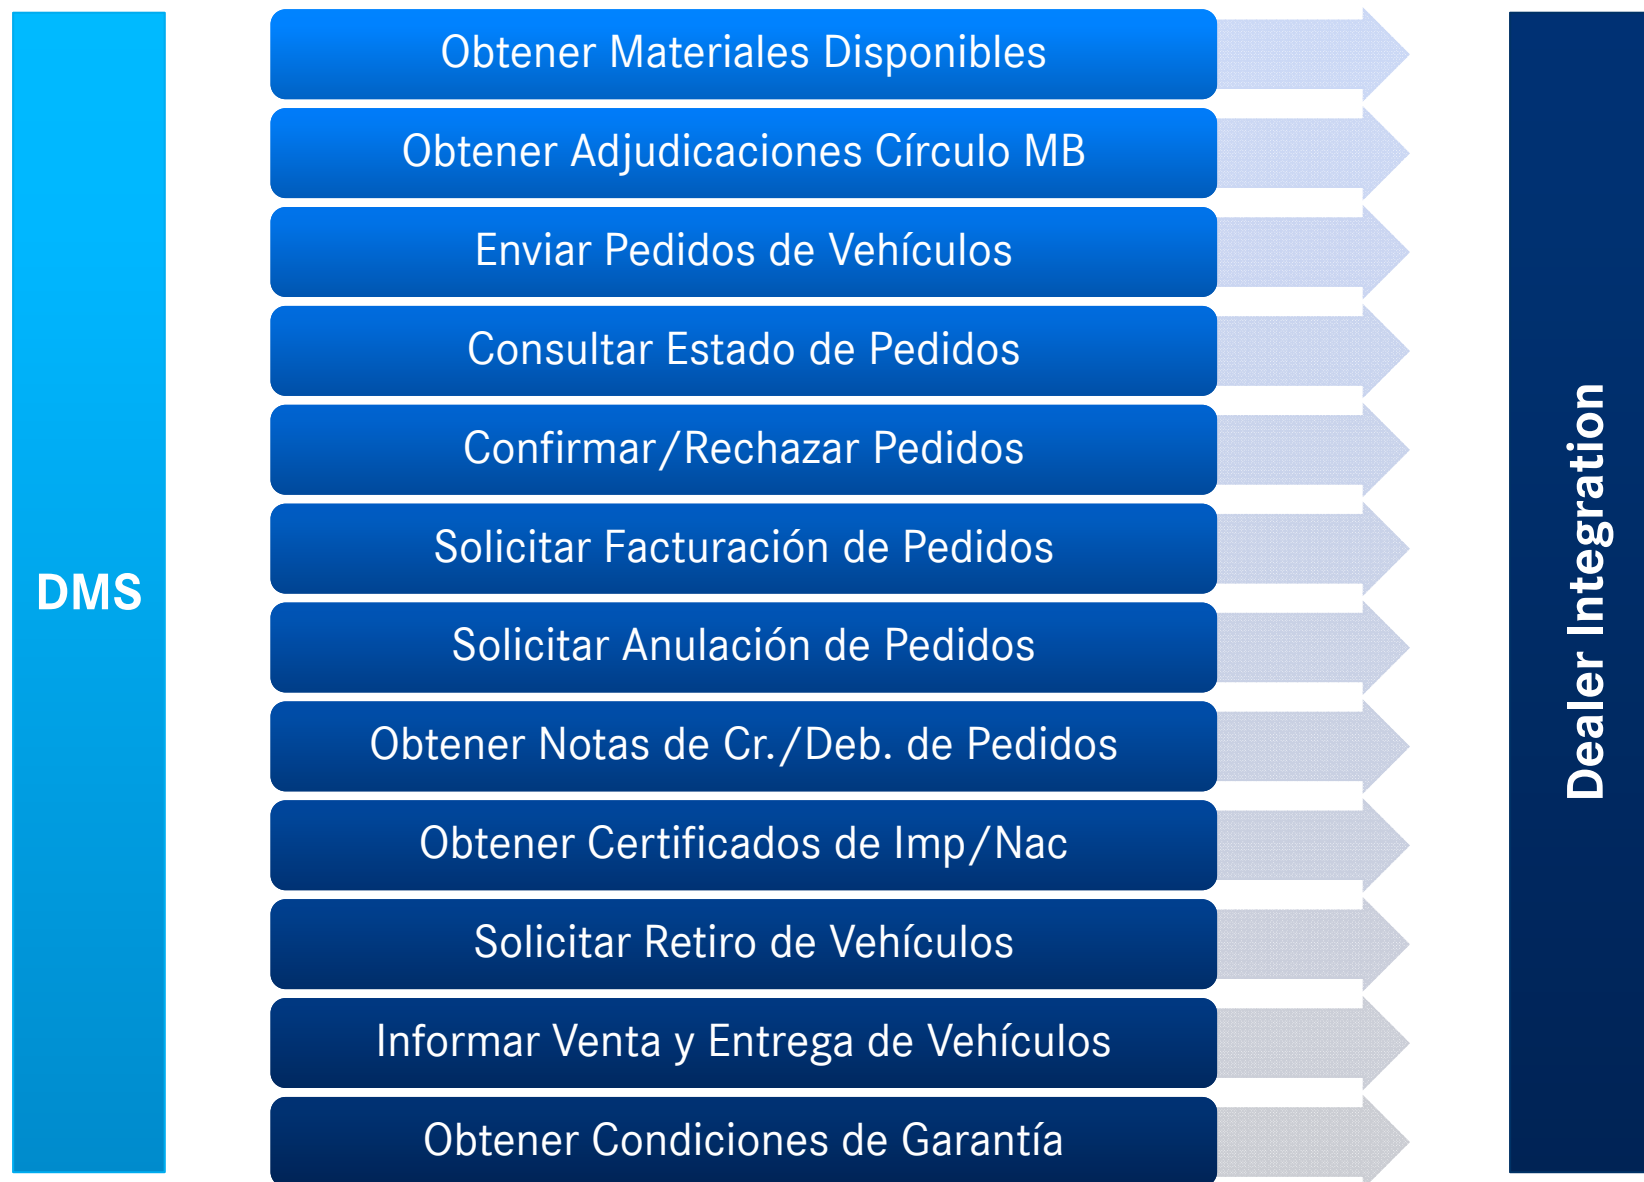 DMS
Obtener Materiales Disponibles
Obtener Adjudicaciones Círculo MB
Enviar Pedidos de Vehículos
Consultar Estado de Pedidos
Confirmar/Rechazar Pedidos
Solicitar Facturación de Pedidos
Solicitar Anulación de Pedidos
Obtener Notas de Cr./Deb. de Pedidos
Obtener Certificados de Imp/Nac
Solicitar Retiro de Vehículos
Informar Venta y Entrega de Vehículos
Obtener Condiciones de Garantía
Dealer Integration